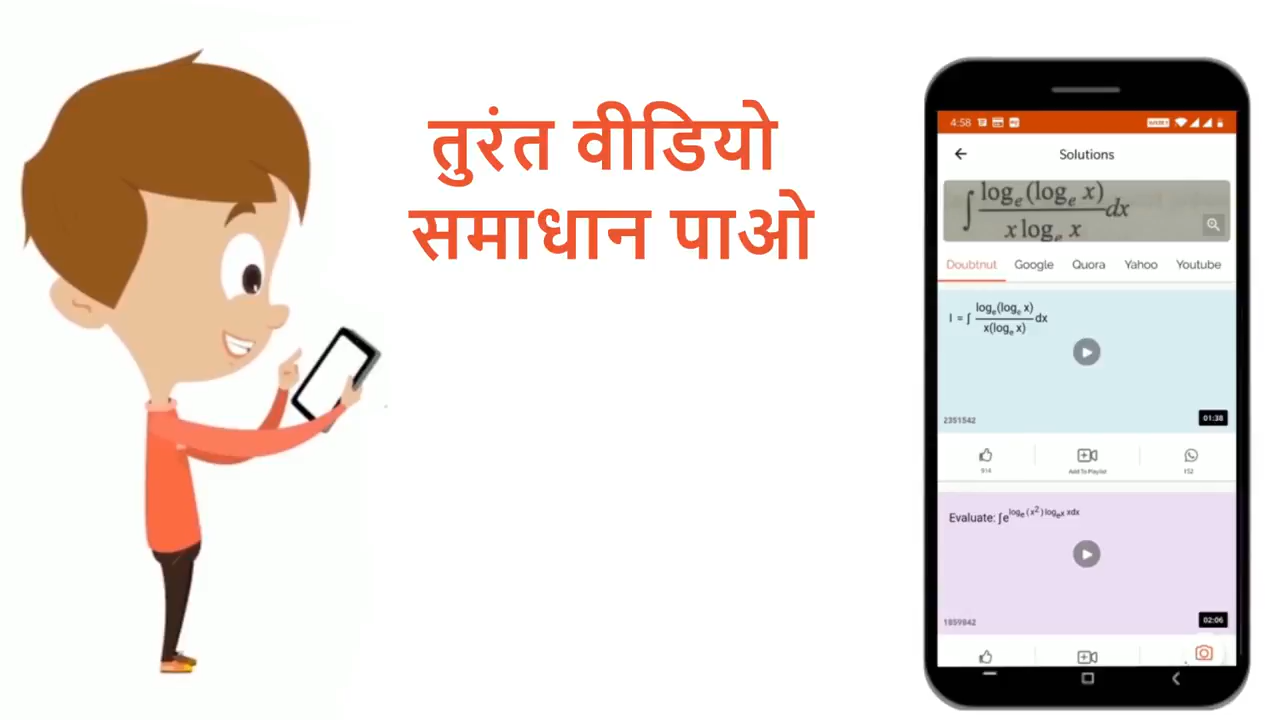 तुरंत वीडियो
समाधान पाओ
4:58
Solutions
∫ logₑ(logₑ x) / x logₑ x dx
Doubtnut Google Quora Yahoo Youtube
I = ∫ logₑ(logₑ x) / x(logₑ x) dx
2351542 01:38
914 Add To Playlist 152
Evaluate: ∫e^logₑ(x²)logₑx xdx
1859842 02:06